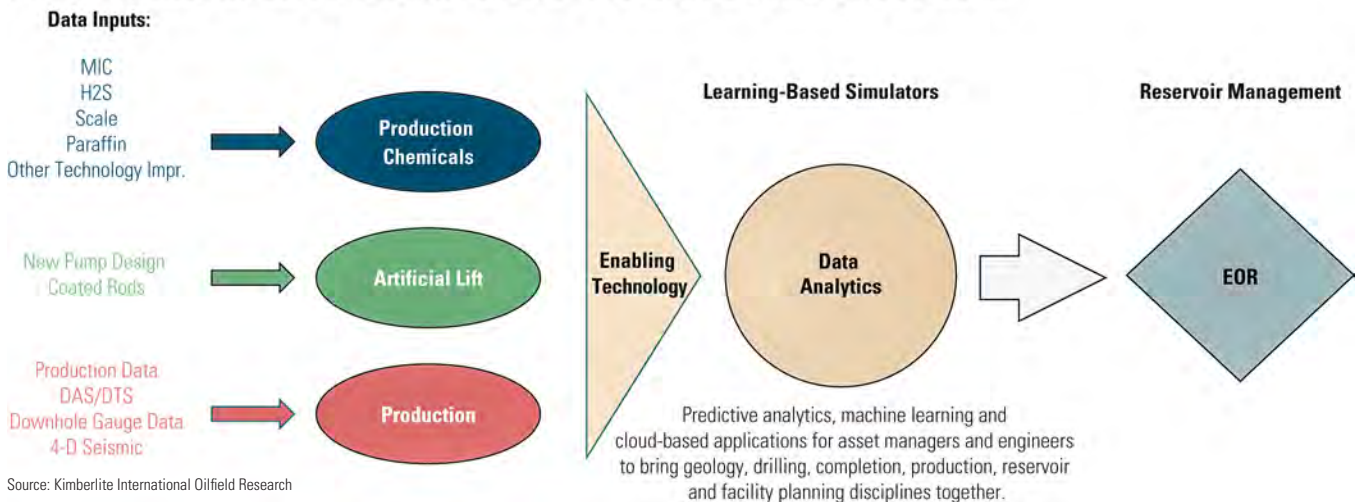 Data Inputs:
MIC
H2S
Scale
Paraffin
Other Technology Impr.
Production
Chemicals
New Pump Design
Coated Rods
Artificial Lift
Production Data
DAS/DTS
Downhole Gauge Data
4-D Seismic
Production
Enabling
Technology
Learning-Based Simulators
Data
Analytics
Predictive analytics, machine learning and
cloud-based applications for asset managers and engineers
to bring geology, drilling, completion, production, reservoir
and facility planning disciplines together.
Reservoir Management
EOR
Source: Kimberlite International Oilfield Research